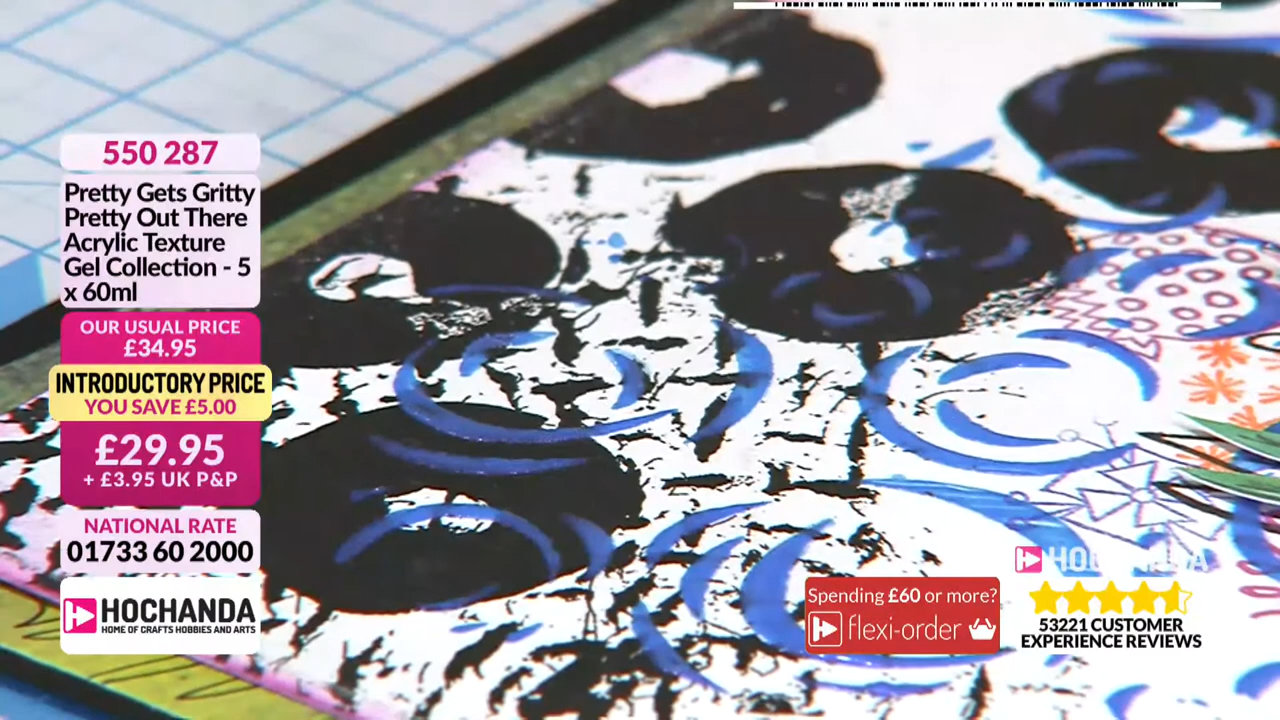 550 287
Pretty Gets Gritty
Pretty Out There
Acrylic Texture
Gel Collection - 5
x 60ml
OUR USUAL PRICE
£34.95
INTRODUCTORY PRICE
YOU SAVE £5.00
£29.95
+ £3.95 UK P&P
NATIONAL RATE
01733 60 2000
HOCHANDA
HOME OF CRAFTS HOBBIES AND ARTS
Spending £60 or more?
flexi-order
HOCHANDA
53221 CUSTOMER
EXPERIENCE REVIEWS